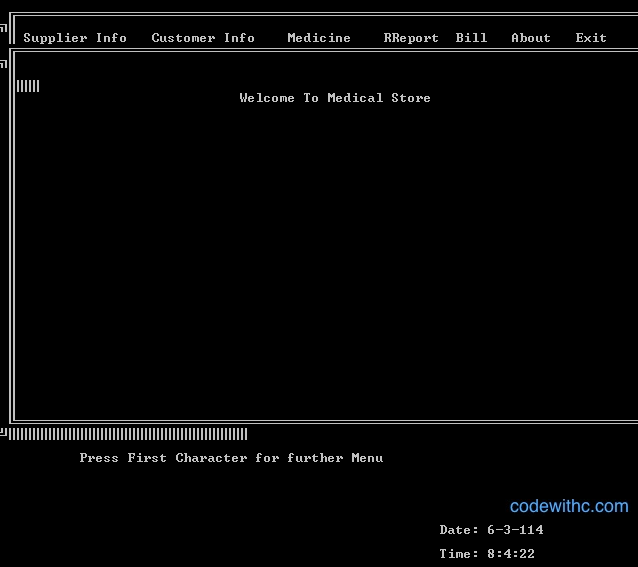 Supplier Info Customer Info Medicine RReport Bill About Exit
Welcome To Medical Store
Press First Character for further Menu
codewithc.com
Date: 6-3-114
Time: 8:4:22